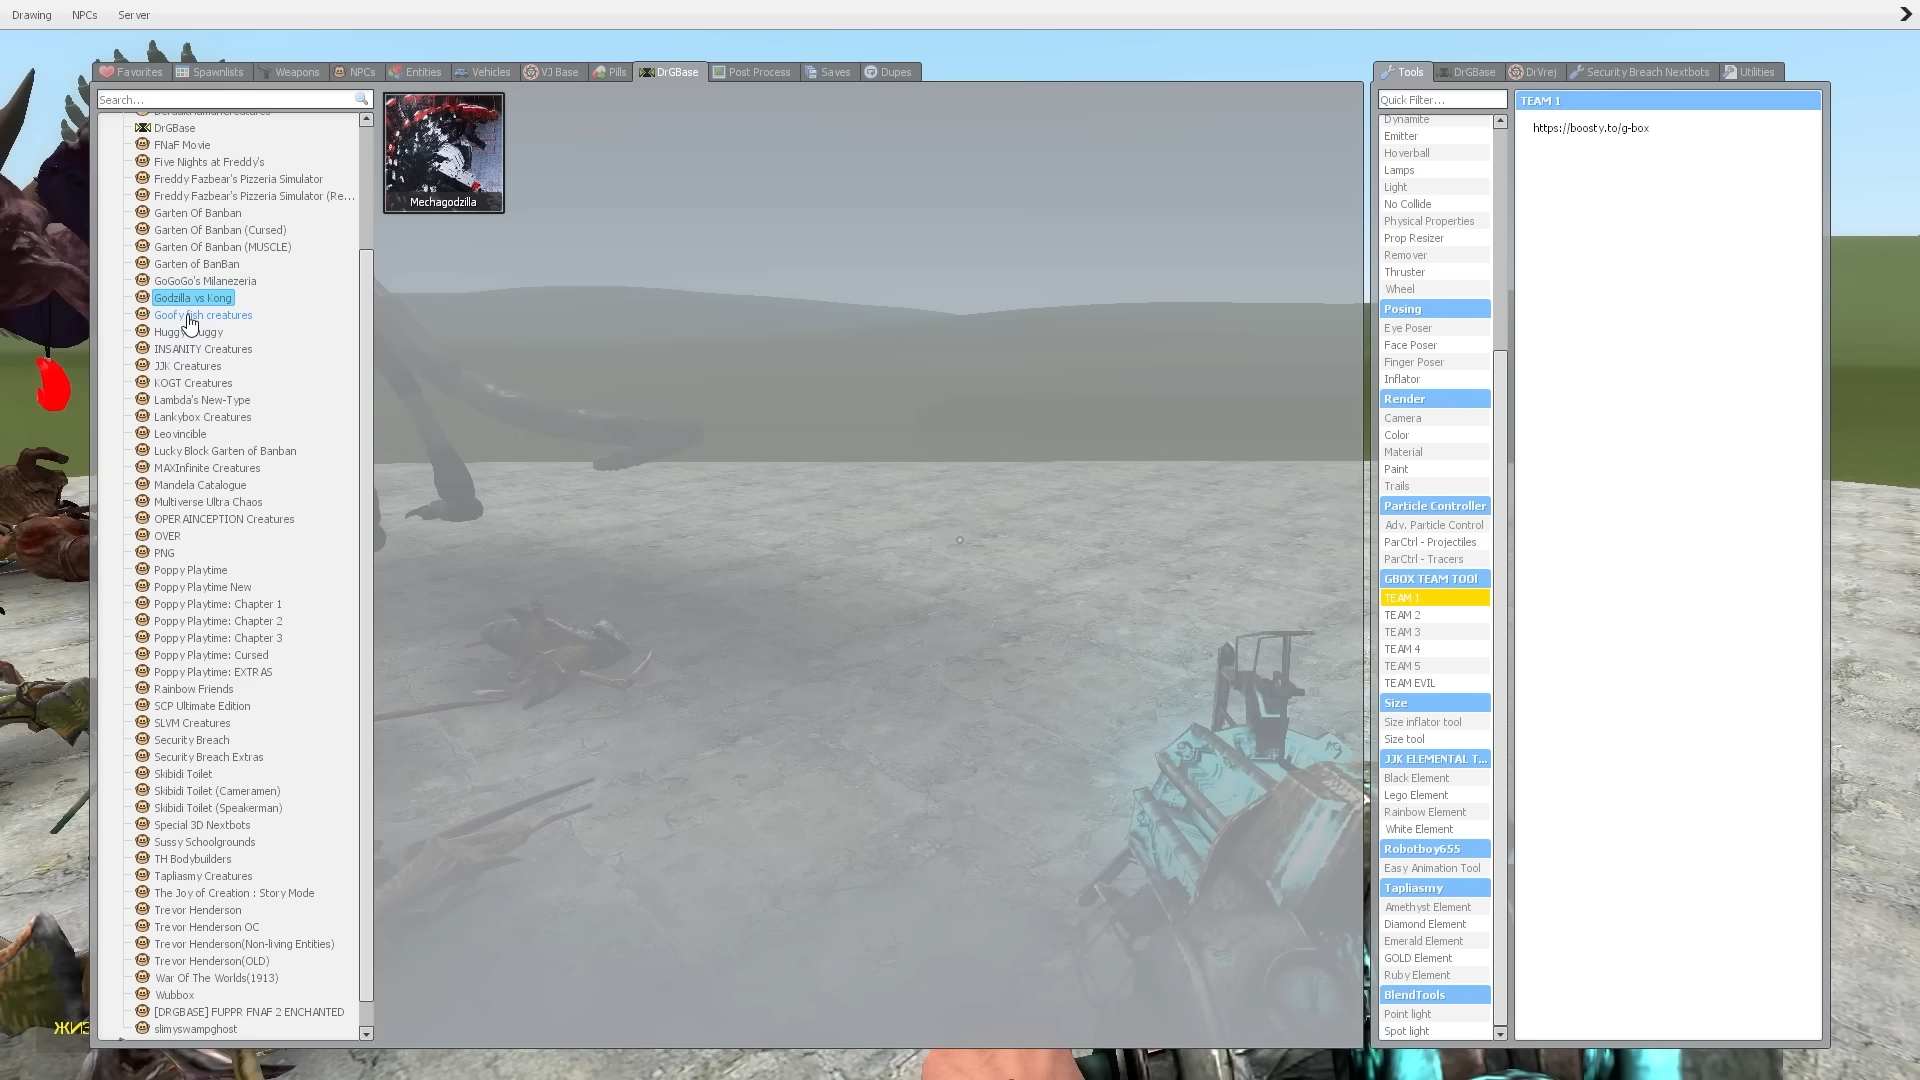 Drawing NPCs Server
Favorites Spawnlists Weapons NPCs Entities Vehicles VJ Base Pills DrGBase Post Process Saves Dupes
Search...
DrGBase
FNaF Movie
Five Nights at Freddy's
Freddy Fazbear's Pizzeria Simulator
Freddy Fazbear's Pizzeria Simulator (Re...
Garten Of Banban
Garten Of Banban (Cursed)
Garten Of Banban (MUSCLE)
Garten of BanBan
GoGoGo's Milanezeria
Godzilla vs Kong
Goofy fish creatures
INSANITY Creatures
JJK Creatures
KOGT Creatures
Lambda's New-Type
Lankybox Creatures
Leovincible
Lucky Block Garten of Banban
MAXInfinite Creatures
Mandela Catalogue
Multiverse Ultra Chaos
OPERAINCEPTION Creatures
OVER
PNG
Poppy Playtime
Poppy Playtime New
Poppy Playtime: Chapter 1
Poppy Playtime: Chapter 2
Poppy Playtime: Chapter 3
Poppy Playtime: Cursed
Poppy Playtime: EXTRAS
Rainbow Friends
SCP Ultimate Edition
SLVM Creatures
Security Breach
Security Breach Extras
Skibidi Toilet
Skibidi Toilet (Cameramen)
Skibidi Toilet (Speakerman)
Special 3D Nextbots
Sussy Schoolgrounds
TH Bodybuilders
Tapliasmy Creatures
The Joy of Creation : Story Mode
Trevor Henderson
Trevor Henderson OC
Trevor Henderson(Non-living Entities)
Trevor Henderson(OLD)
War Of The Worlds(1913)
Wubbox
[DRGBASE] FUPPR FNAF 2 ENCHANTED
slimyswampghost
Mechagodzilla
Tools DrGBase DrVrej Security Breach Nextbots Utilities
Quick Filter...
Dynamite
Emitter
Hoverball
Lamps
Light
No Collide
Physical Properties
Prop Resizer
Remover
Thruster
Wheel
Posing
Eye Poser
Face Poser
Finger Poser
Inflator
Render
Camera
Color
Material
Paint
Trails
Particle Controller
Adv. Particle Control
ParCtrl - Projectiles
ParCtrl - Tracers
GBOX TEAM TOOl
TEAM 1
TEAM 2
TEAM 3
TEAM 4
TEAM 5
TEAM EVIL
Size
Size inflator tool
Size tool
JJK ELEMENTAL T...
Black Element
Lego Element
Rainbow Element
White Element
Robotboy655
Easy Animation Tool
Tapliasmy
Amethyst Element
Diamond Element
Emerald Element
GOLD Element
Ruby Element
BlendTools
Point light
Spot light
TEAM 1
https://boosty.to/g-box